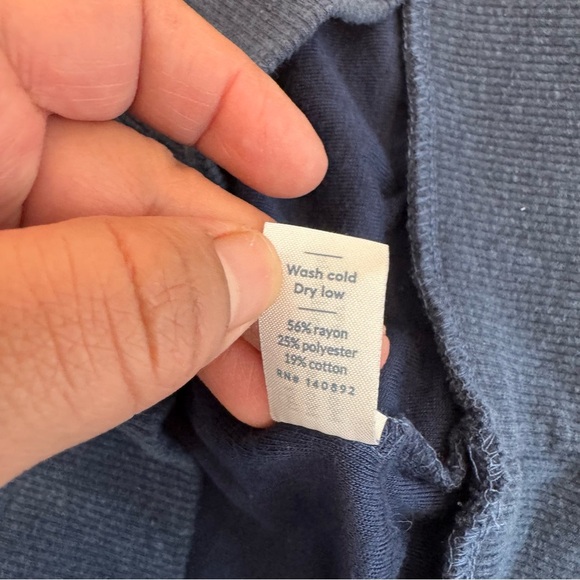 Wash cold
Dry low
56% rayon
25% polyester
19% cotton
RN# 140892